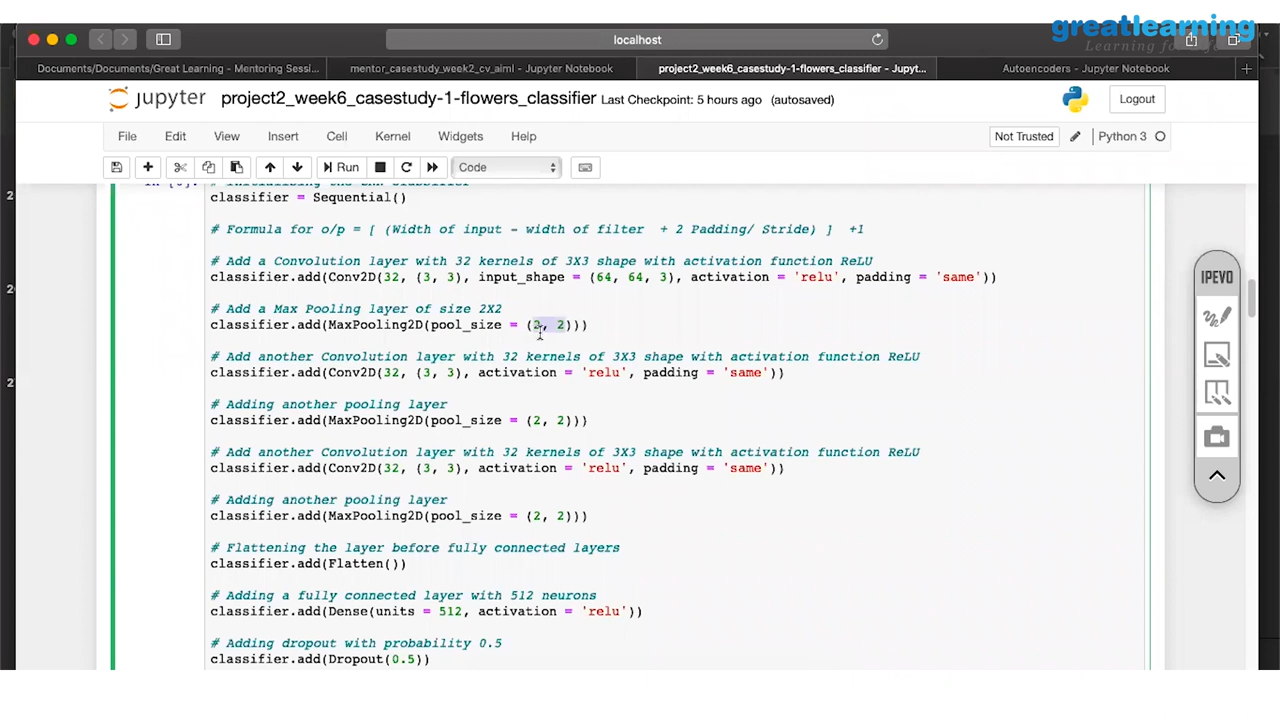 greatlearning
Learning for Life
localhost
Documents/Documents/Great Learning - Mentoring Sessi...
mentor_casestudy_week2_cv_aiml - Jupyter Notebook
project2_week6_casestudy-1-flowers_classifier - Jupyt...
Autoencoders - Jupyter Notebook
jupyter project2_week6_casestudy-1-flowers_classifier Last Checkpoint: 5 hours ago (autosaved)
Logout
File Edit View Insert Cell Kernel Widgets Help
Not Trusted
Python 3
Run
Code
classifier = Sequential()
# Formula for o/p = [ (Width of input - width of filter + 2 Padding/ Stride) ] +1
# Add a Convolution layer with 32 kernels of 3X3 shape with activation function ReLU
classifier.add(Conv2D(32, (3, 3), input_shape = (64, 64, 3), activation = 'relu', padding = 'same'))
# Add a Max Pooling layer of size 2X2
classifier.add(MaxPooling2D(pool_size = (2, 2)))
# Add another Convolution layer with 32 kernels of 3X3 shape with activation function ReLU
classifier.add(Conv2D(32, (3, 3), activation = 'relu', padding = 'same'))
# Adding another pooling layer
classifier.add(MaxPooling2D(pool_size = (2, 2)))
# Add another Convolution layer with 32 kernels of 3X3 shape with activation function ReLU
classifier.add(Conv2D(32, (3, 3), activation = 'relu', padding = 'same'))
# Adding another pooling layer
classifier.add(MaxPooling2D(pool_size = (2, 2)))
# Flattening the layer before fully connected layers
classifier.add(Flatten())
# Adding a fully connected layer with 512 neurons
classifier.add(Dense(units = 512, activation = 'relu'))
# Adding dropout with probability 0.5
classifier.add(Dropout(0.5))
IPEVO